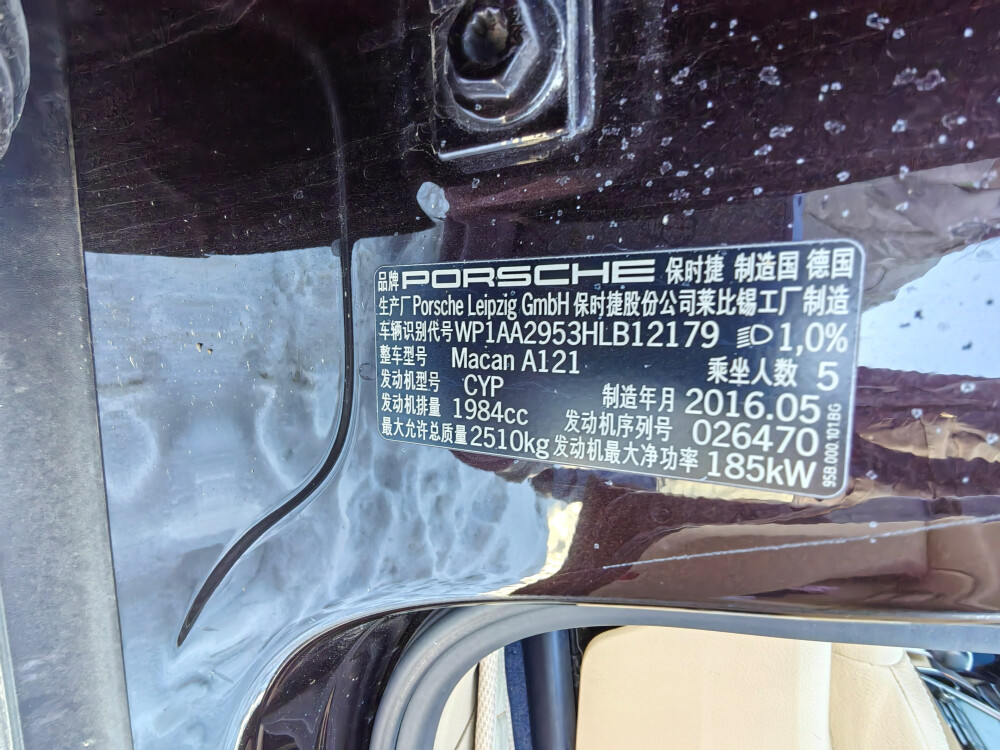 品牌 PORSCHE 保时捷 制造国 德国
生产厂 Porsche Leipzig GmbH 保时捷股份公司莱比锡工厂制造
车辆识别代号 WP1AA2953HLB12179 1,0%
整车型号 Macan A121 乘坐人数 5
发动机型号 CYP 制造年月 2016.05
发动机排量 1984cc 发动机序列号 026470
最大允许总质量 2510kg 发动机最大净功率 185kW
95B.000.101BG